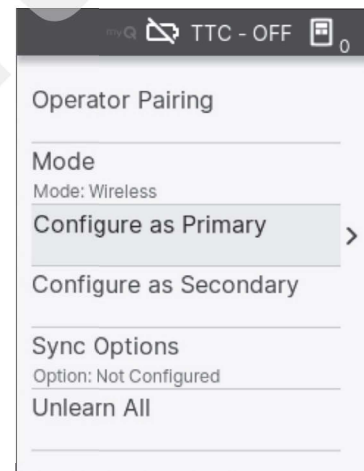 myQ TTC - OFF 0
Operator Pairing
Mode
Mode: Wireless
Configure as Primary
Configure as Secondary
Sync Options
Option: Not Configured
Unlearn All